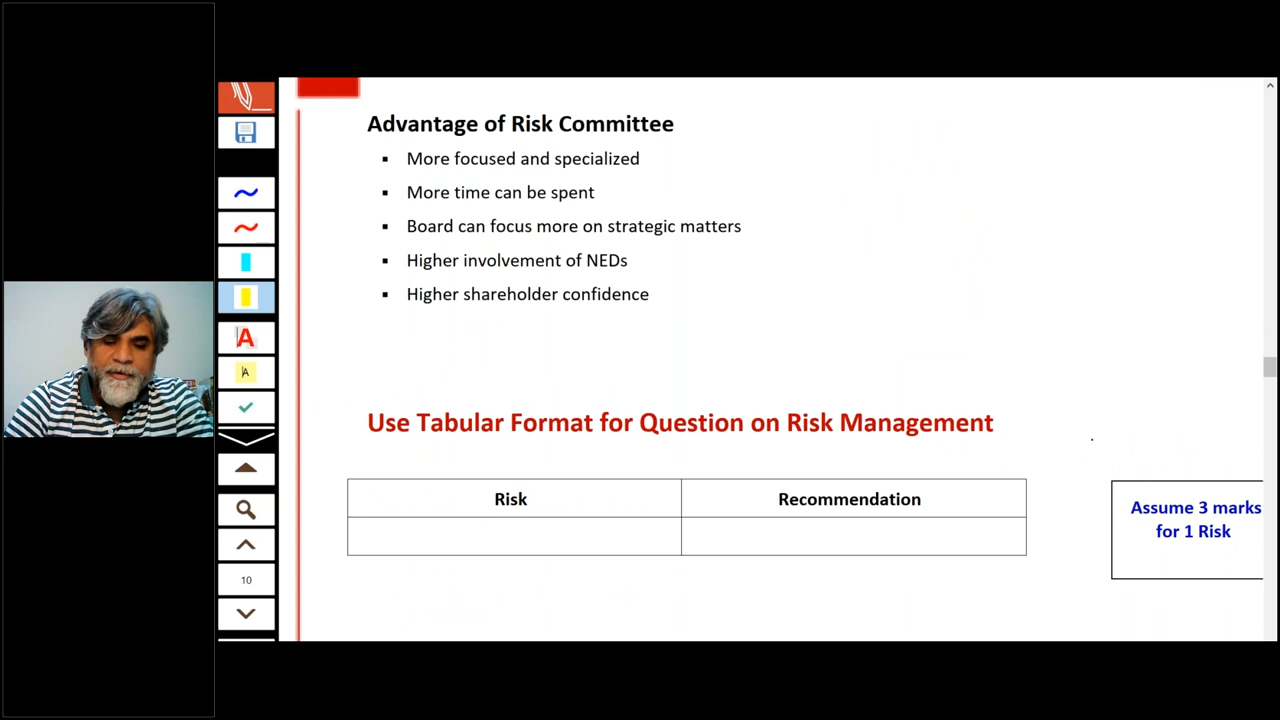 Advantage of Risk Committee
▪ More focused and specialized
▪ More time can be spent
▪ Board can focus more on strategic matters
▪ Higher involvement of NEDs
▪ Higher shareholder confidence
A
A
Use Tabular Format for Question on Risk Management
Risk Recommendation
Assume 3 marks
for 1 Risk
10